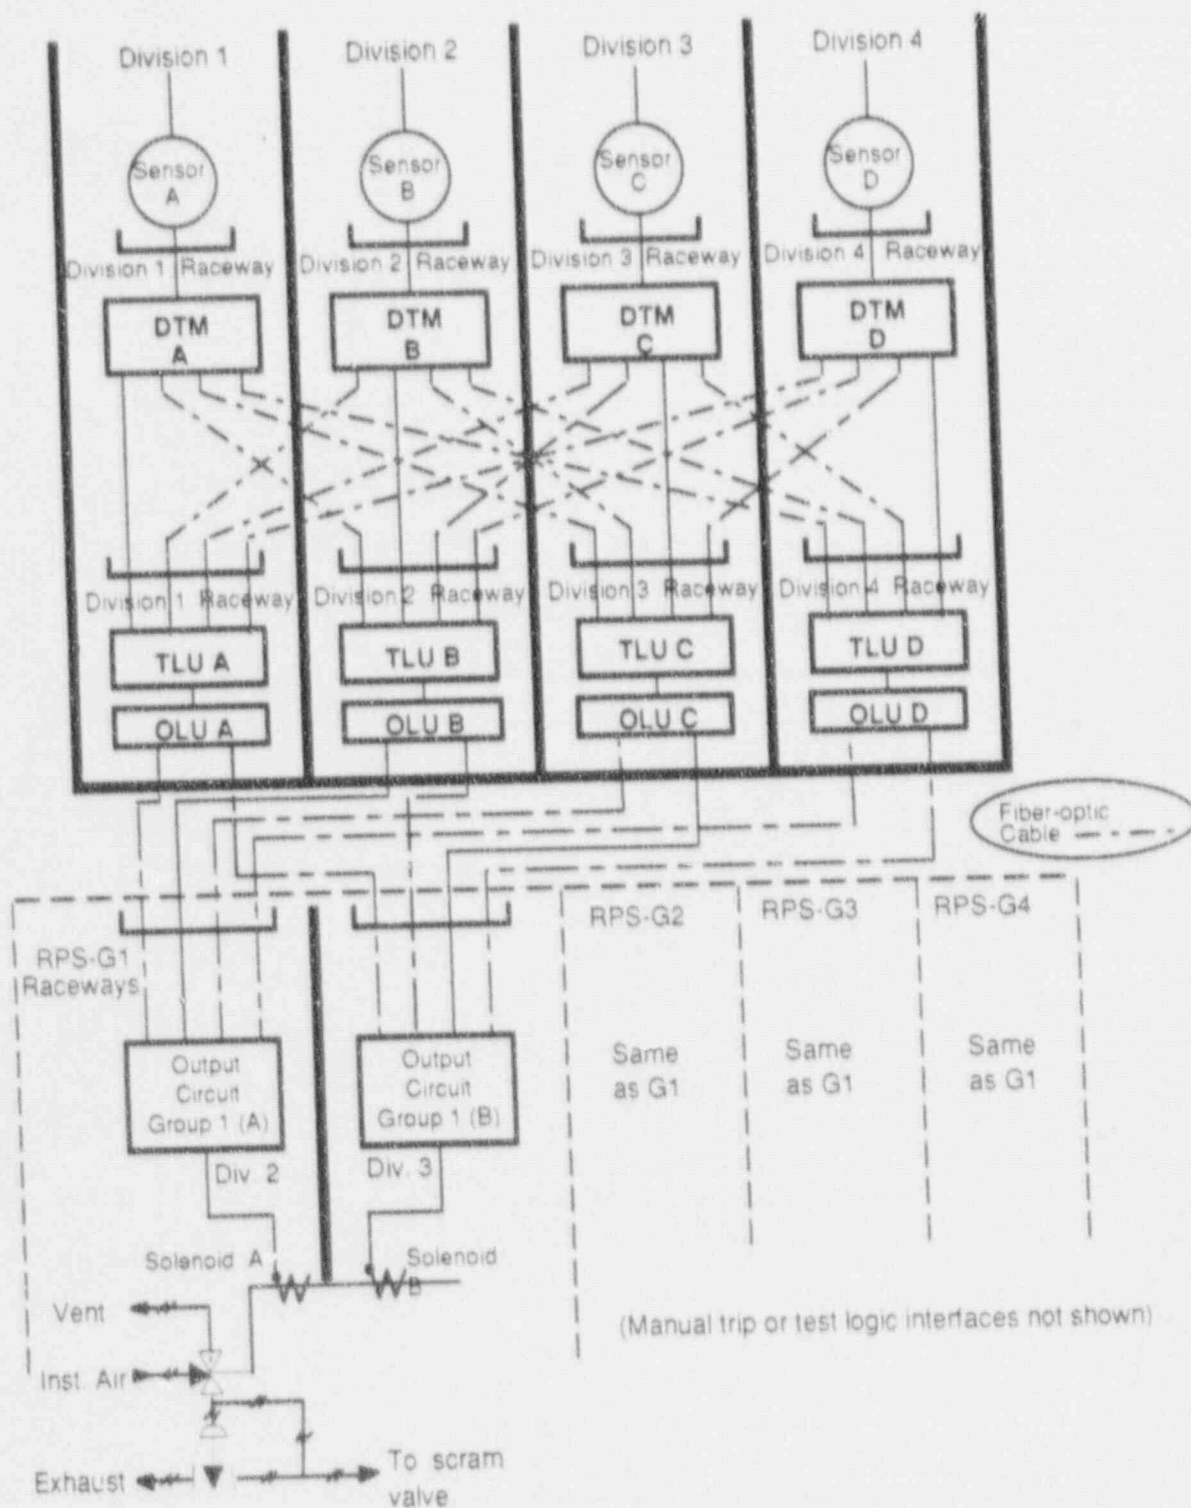 Division 1
Division 2
Division 3
Division 4
Sensor
A
Sensor
B
Sensor
C
Sensor
D
Division 1 Raceway
Division 2 Raceway
Division 3 Raceway
Division 4 Raceway
DTM
A
DTM
B
DTM
C
DTM
D
Division 1 Raceway
Division 2 Raceway
Division 3 Raceway
Division 4 Raceway
TLU A
TLU B
TLU C
TLU D
OLU A
OLU B
OLU C
OLU D
Fiber-optic
Cable
RPS-G1
Raceways
RPS-G2
RPS-G3
RPS-G4
Output
Circuit
Group 1 (A)
Output
Circuit
Group 1 (B)
Same
as G1
Same
as G1
Same
as G1
Div. 2
Div. 3
Solenoid A
Solenoid
B
Vent
Inst. Air
(Manual trip or test logic interfaces not shown)
Exhaust
To scram
valve